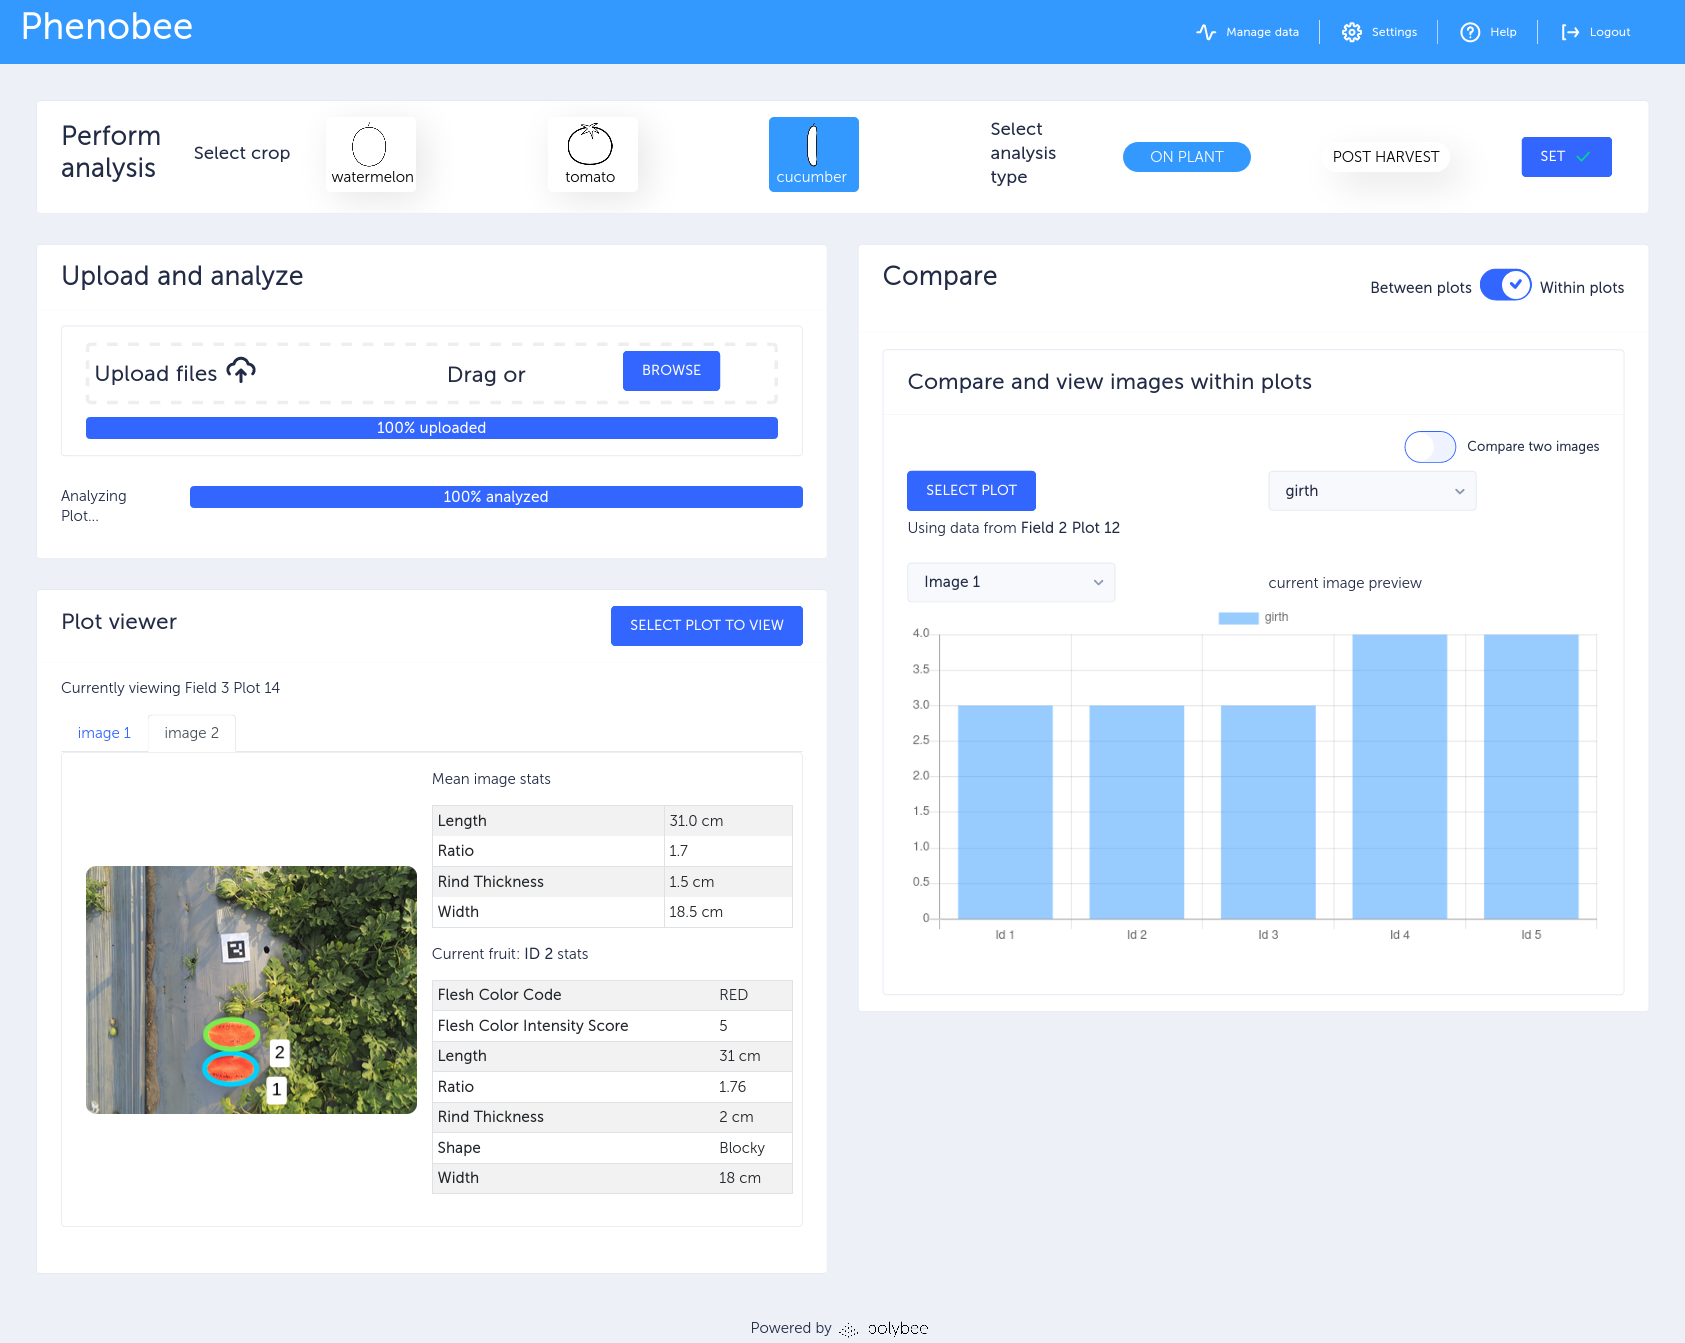 Phenobee
Manage data
Settings
Help
Logout
Perform
analysis
Select crop
watermelon
tomato
cucumber
Select
analysis
type
ON PLANT
POST HARVEST
SET
Upload and analyze
Upload files
Drag or
BROWSE
100% uploaded
Analyzing
Plot...
100% analyzed
Plot viewer
SELECT PLOT TO VIEW
Currently viewing Field 3 Plot 14
image 1
image 2
Mean image stats
Length 31.0 cm
Ratio 1.7
Rind Thickness 1.5 cm
Width 18.5 cm
Current fruit: ID 2 stats
Flesh Color Code RED
Flesh Color Intensity Score 5
Length 31 cm
Ratio 1.76
Rind Thickness 2 cm
Shape Blocky
Width 18 cm
2
1
Compare
Between plots
Within plots
Compare and view images within plots
Compare two images
SELECT PLOT
girth
Using data from Field 2 Plot 12
Image 1
current image preview
girth
4.0
3.5
3.0
2.5
2.0
1.5
1.0
0.5
0
Id 1 Id 2 Id 3 Id 4 Id 5
Powered by polybee